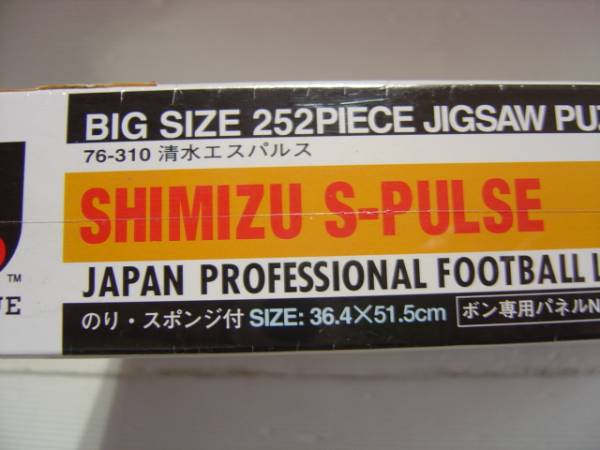 BIG SIZE 252PIECE JIGSAW
76-310 清水エスパルス
SHIMIZU S-PULSE
TM
JAPAN PROFESSIONAL FOOTBALL
のり・スポンジ付 SIZE: 36.4×51.5cm ボン専用パネル